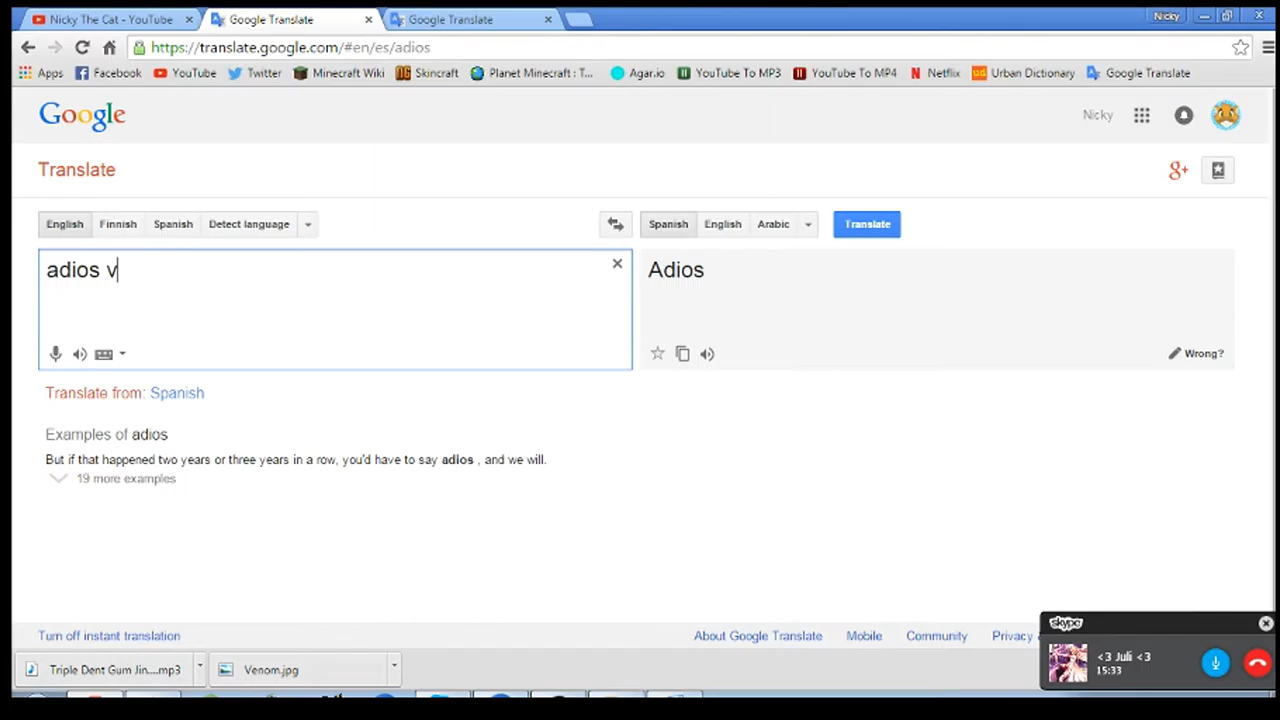 Nicky The Cat - YouTube
Google Translate
Google Translate
Nicky
https://translate.google.com/#en/es/adios
Apps Facebook YouTube Twitter Minecraft Wiki Skincraft Planet Minecraft : T... Agar.io YouTube To MP3 YouTube To MP4 Netflix Urban Dictionary Google Translate
Google
Nicky
Translate
g+
English Finnish Spanish Detect language
Spanish English Arabic Translate
adios v
Adios
Wrong?
Translate from: Spanish
Examples of adios
But if that happened two years or three years in a row, you'd have to say adios , and we will.
19 more examples
Turn off instant translation
About Google Translate Mobile Community Privacy
skype
<3 Juli <3
15:33
Triple Dent Gum Jin....mp3
Venom.jpg